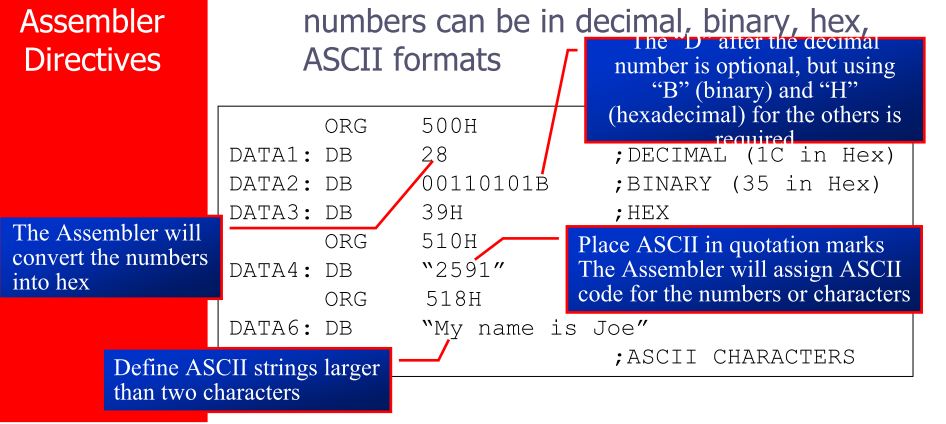 Assembler
Directives
numbers can be in decimal, binary, hex,
ASCII formats
The “D” after the decimal
number is optional, but using
“B” (binary) and “H”
(hexadecimal) for the others is
required
ORG 500H
DATA1: DB 28 ;DECIMAL (1C in Hex)
DATA2: DB 00110101B ;BINARY (35 in Hex)
DATA3: DB 39H ;HEX
ORG 510H
DATA4: DB “2591”
ORG 518H
DATA6: DB “My name is Joe”
;ASCII CHARACTERS
The Assembler will
convert the numbers
into hex
Place ASCII in quotation marks
The Assembler will assign ASCII
code for the numbers or characters
Define ASCII strings larger
than two characters